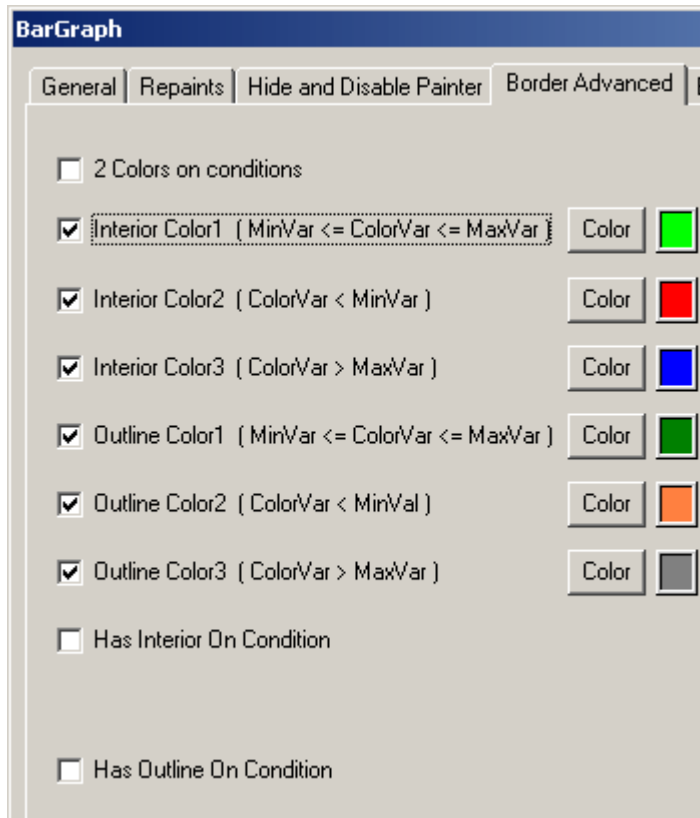 BarGraph
General Repaints Hide and Disable Painter Border Advanced
2 Colors on conditions
Interior Color1 ( MinVar <= ColorVar <= MaxVar ) Color
Interior Color2 ( ColorVar < MinVar ) Color
Interior Color3 ( ColorVar > MaxVar ) Color
Outline Color1 ( MinVar <= ColorVar <= MaxVar ) Color
Outline Color2 ( ColorVar < MinVal ) Color
Outline Color3 ( ColorVar > MaxVar ) Color
Has Interior On Condition
Has Outline On Condition